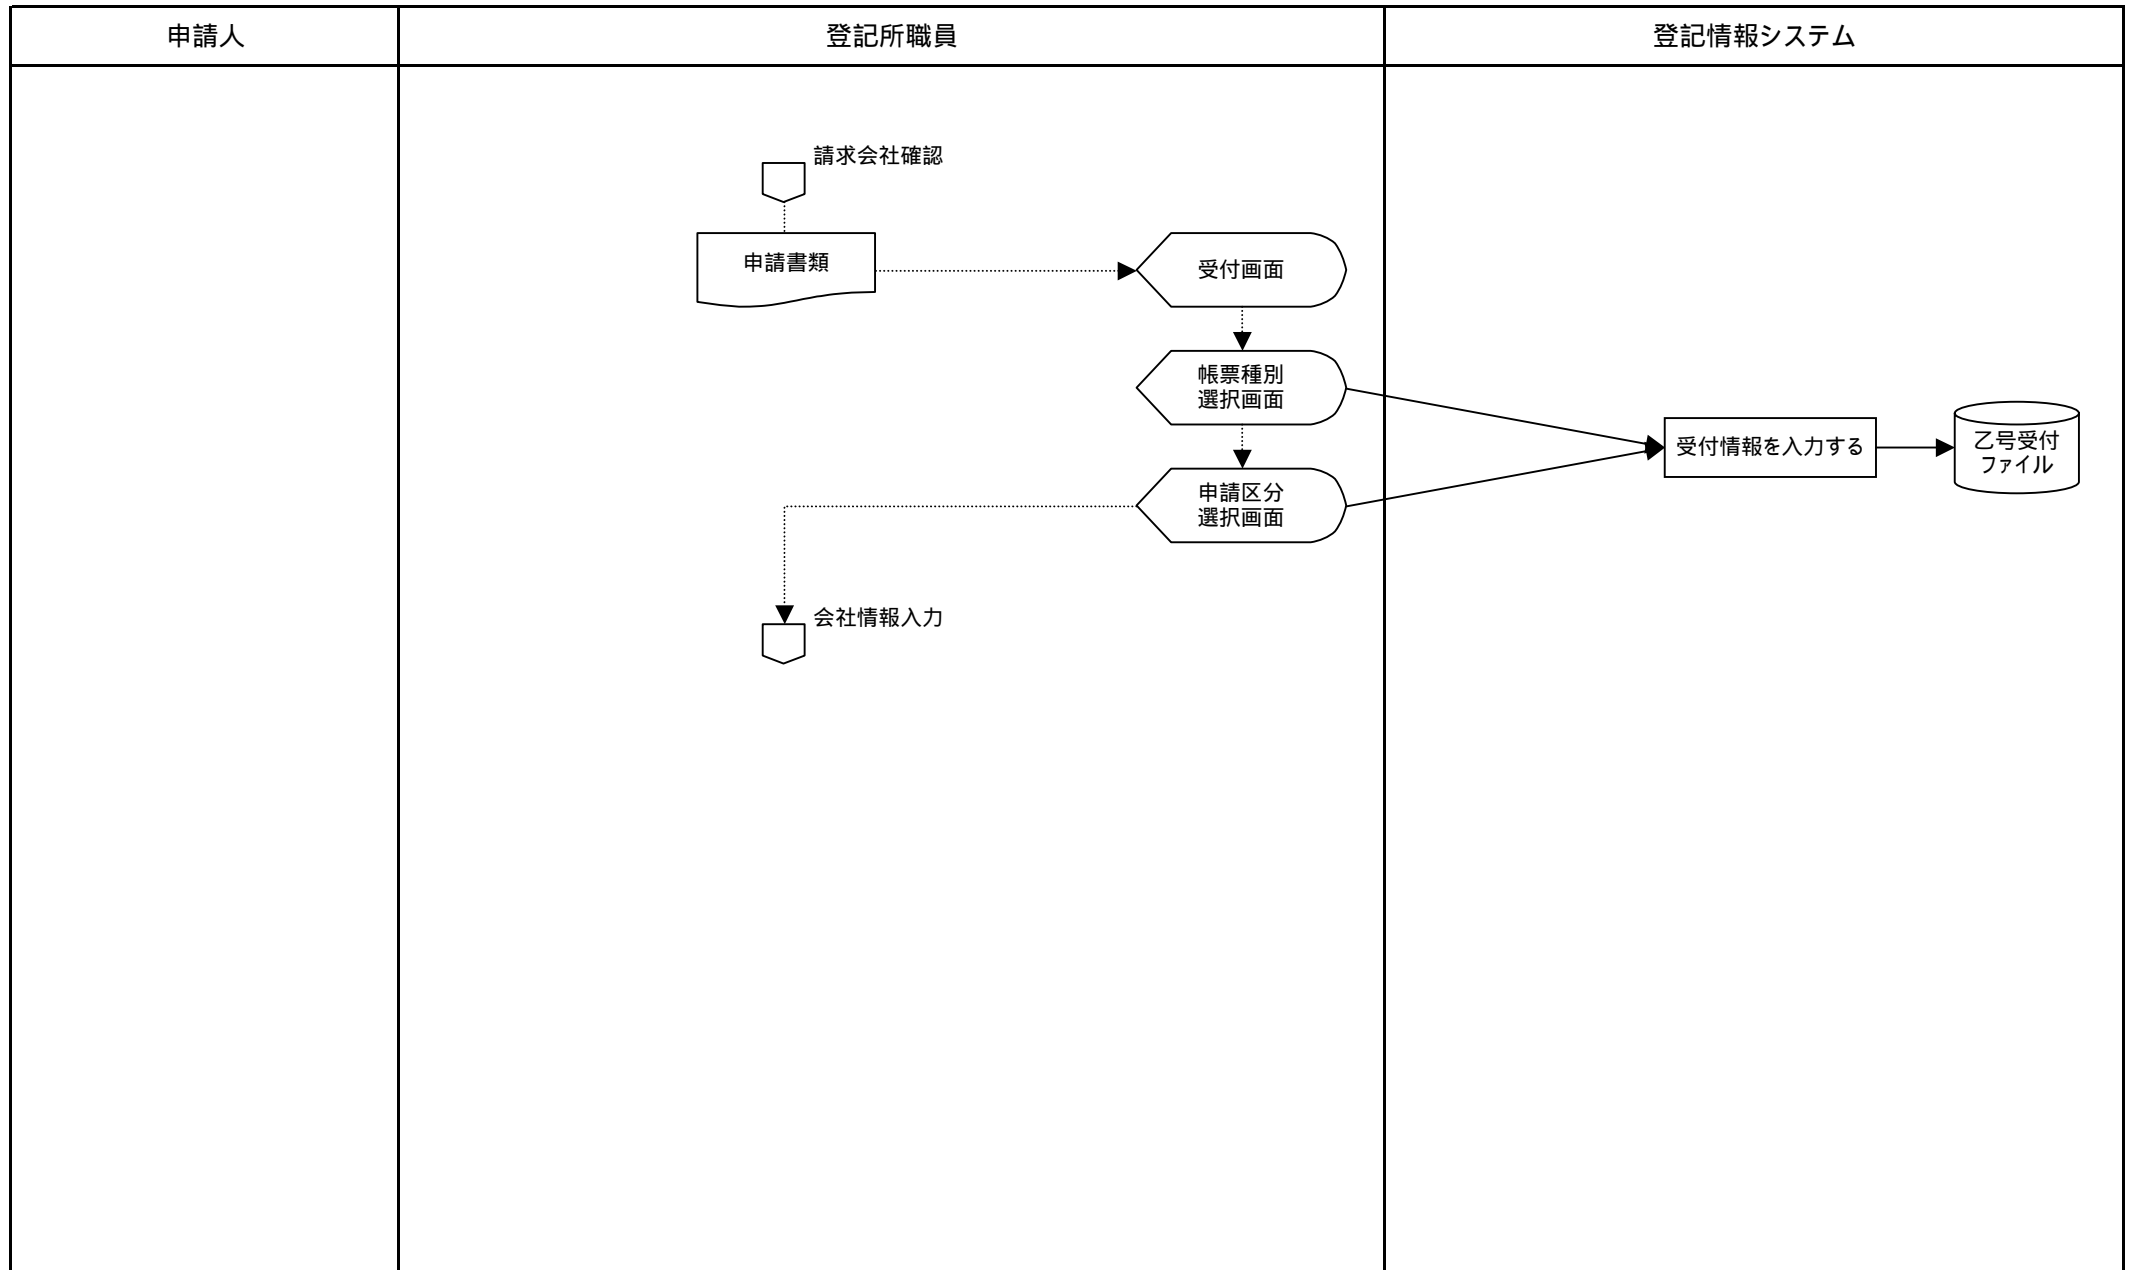 申請人
登記所職員
登記情報システム
請求会社確認
申請書類
受付画面
帳票種別
選択画面
受付情報を入力する
乙号受付
ファイル
申請区分
選択画面
会社情報入力